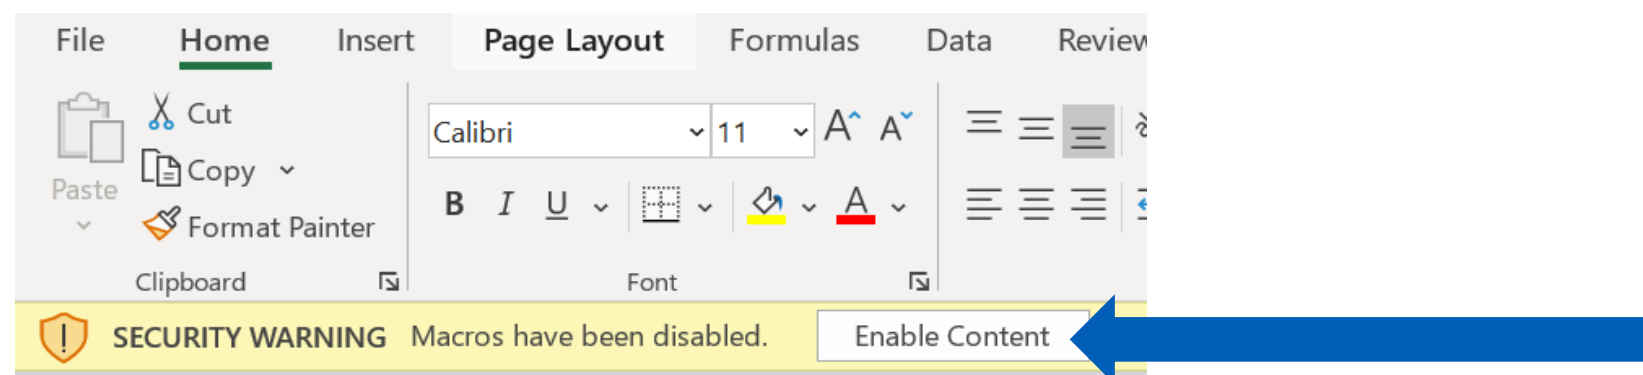 File Home Insert Page Layout Formulas Data Review
Cut
Calibri 11 A A
Copy
Paste
B I U A
Format Painter
Clipboard Font
SECURITY WARNING Macros have been disabled. Enable Content